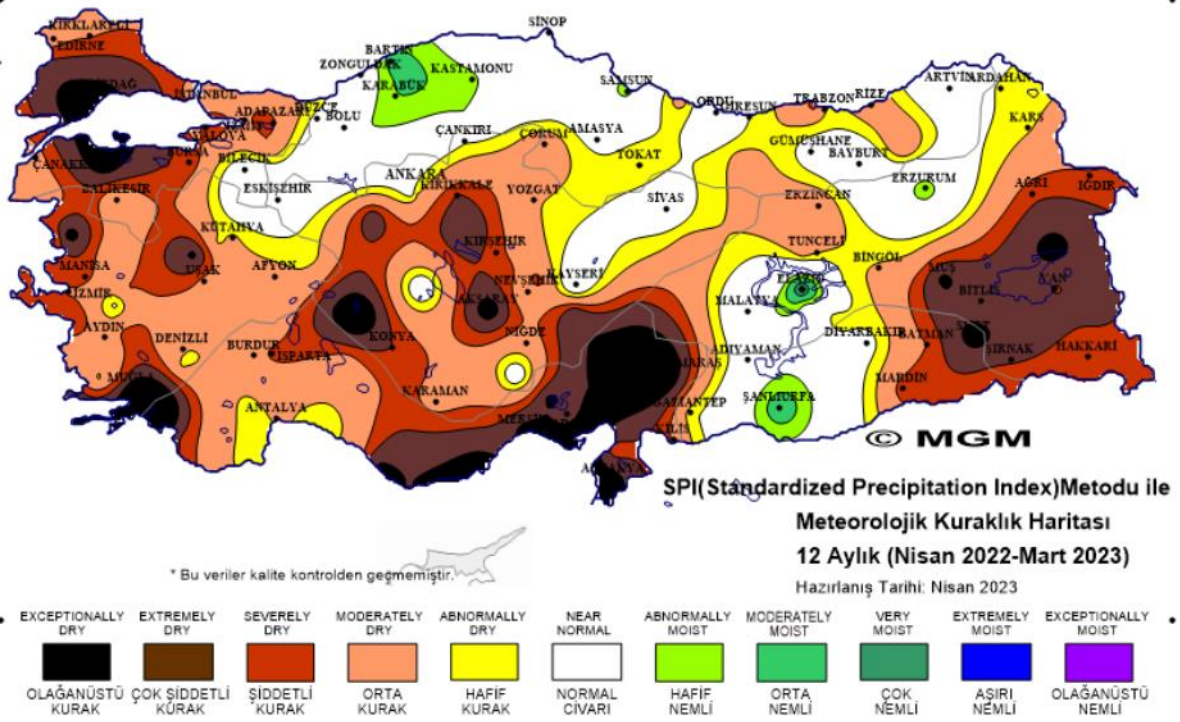 SİNOP
KIRKLARELİ
EDİRNE
BARTIN
ZONGULDAK
KASTAMONU
KARABÜK
SAMSUN
ARTVİN
ARDAHAN
İSTANBUL
ADAPAZARI
DÜZCE
BOLU
ORDU
GİRESUN
TRABZON
RİZE
YALOVA
ÇANKIRI
ÇORUM
AMASYA
GÜMÜŞHANE
KARS
BURSA
BİLECİK
TOKAT
BAYBURT
ANKARA
ESKİŞEHİR
KIRIKKALE
YOZGAT
SİVAS
ERZİNCAN
ERZURUM
AĞRI
IĞDIR
BALIKESİR
KÜTAHYA
KIRŞEHİR
TUNCELİ
BİNGÖL
MANİSA
UŞAK
AFYON
NEVŞEHİR
KAYSERİ
ELAZIĞ
MUŞ
VAN
BİTLİS
İZMİR
AKSARAY
MALATYA
AYDIN
DENİZLİ
BURDUR
ISPARTA
KONYA
NİĞDE
DİYARBAKIR
BATMAN
SİİRT
ŞIRNAK
HAKKARİ
ADIYAMAN
MARAŞ
MUĞLA
KARAMAN
MARDİN
ANTALYA
MERSİN
GAZİANTEP
ŞANLIURFA
KİLİS
© MGM
SPI(Standardized Precipitation Index)Metodu ile
Meteorolojik Kuraklık Haritası
12 Aylık (Nisan 2022-Mart 2023)
Hazırlanış Tarihi: Nisan 2023
* Bu veriler kalite kontrolden geçmemiştir.
EXCEPTIONALLY DRY
EXTREMELY DRY
SEVERELY DRY
MODERATELY DRY
ABNORMALLY DRY
NEAR NORMAL
ABNORMALLY MOIST
MODERATELY MOIST
VERY MOIST
EXTREMELY MOIST
EXCEPTIONALLY MOIST
OLAĞANÜSTÜ KURAK
ÇOK ŞİDDETLİ KURAK
ŞİDDETLİ KURAK
ORTA KURAK
HAFİF KURAK
NORMAL CİVARI
HAFİF NEMLİ
ORTA NEMLİ
ÇOK NEMLİ
AŞIRI NEMLİ
OLAĞANÜSTÜ NEMLİ